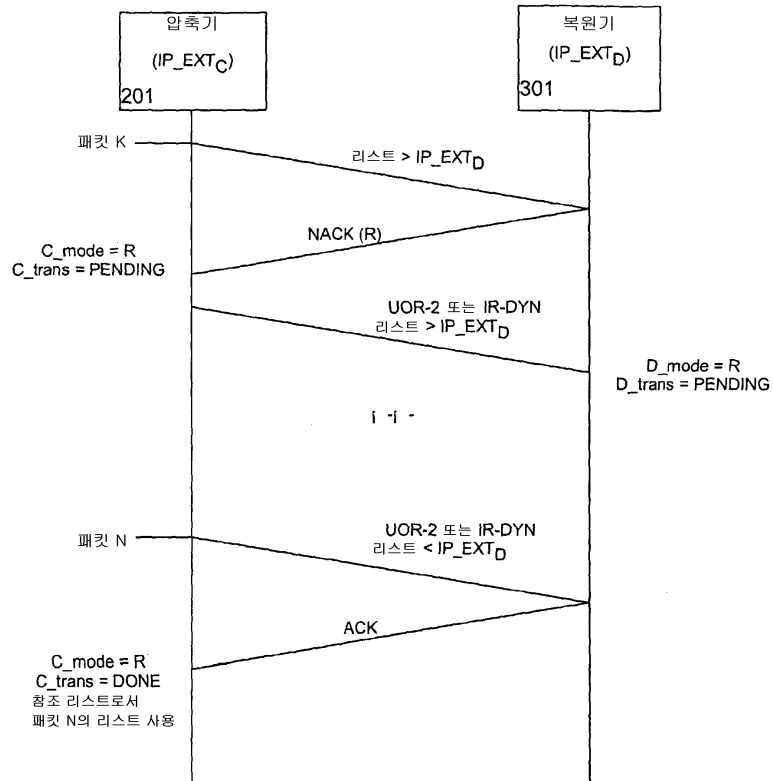 압축기
(IP_EXTC)
201
복원기
(IP_EXTD)
301
패킷 K
리스트 > IP_EXTD
NACK (R)
C_mode = R
C_trans = PENDING
UOR-2 또는 IR-DYN
리스트 > IP_EXTD
D_mode = R
D_trans = PENDING
패킷 N
UOR-2 또는 IR-DYN
리스트 < IP_EXTD
ACK
C_mode = R
C_trans = DONE
참조 리스트로서
패킷 N의 리스트 사용